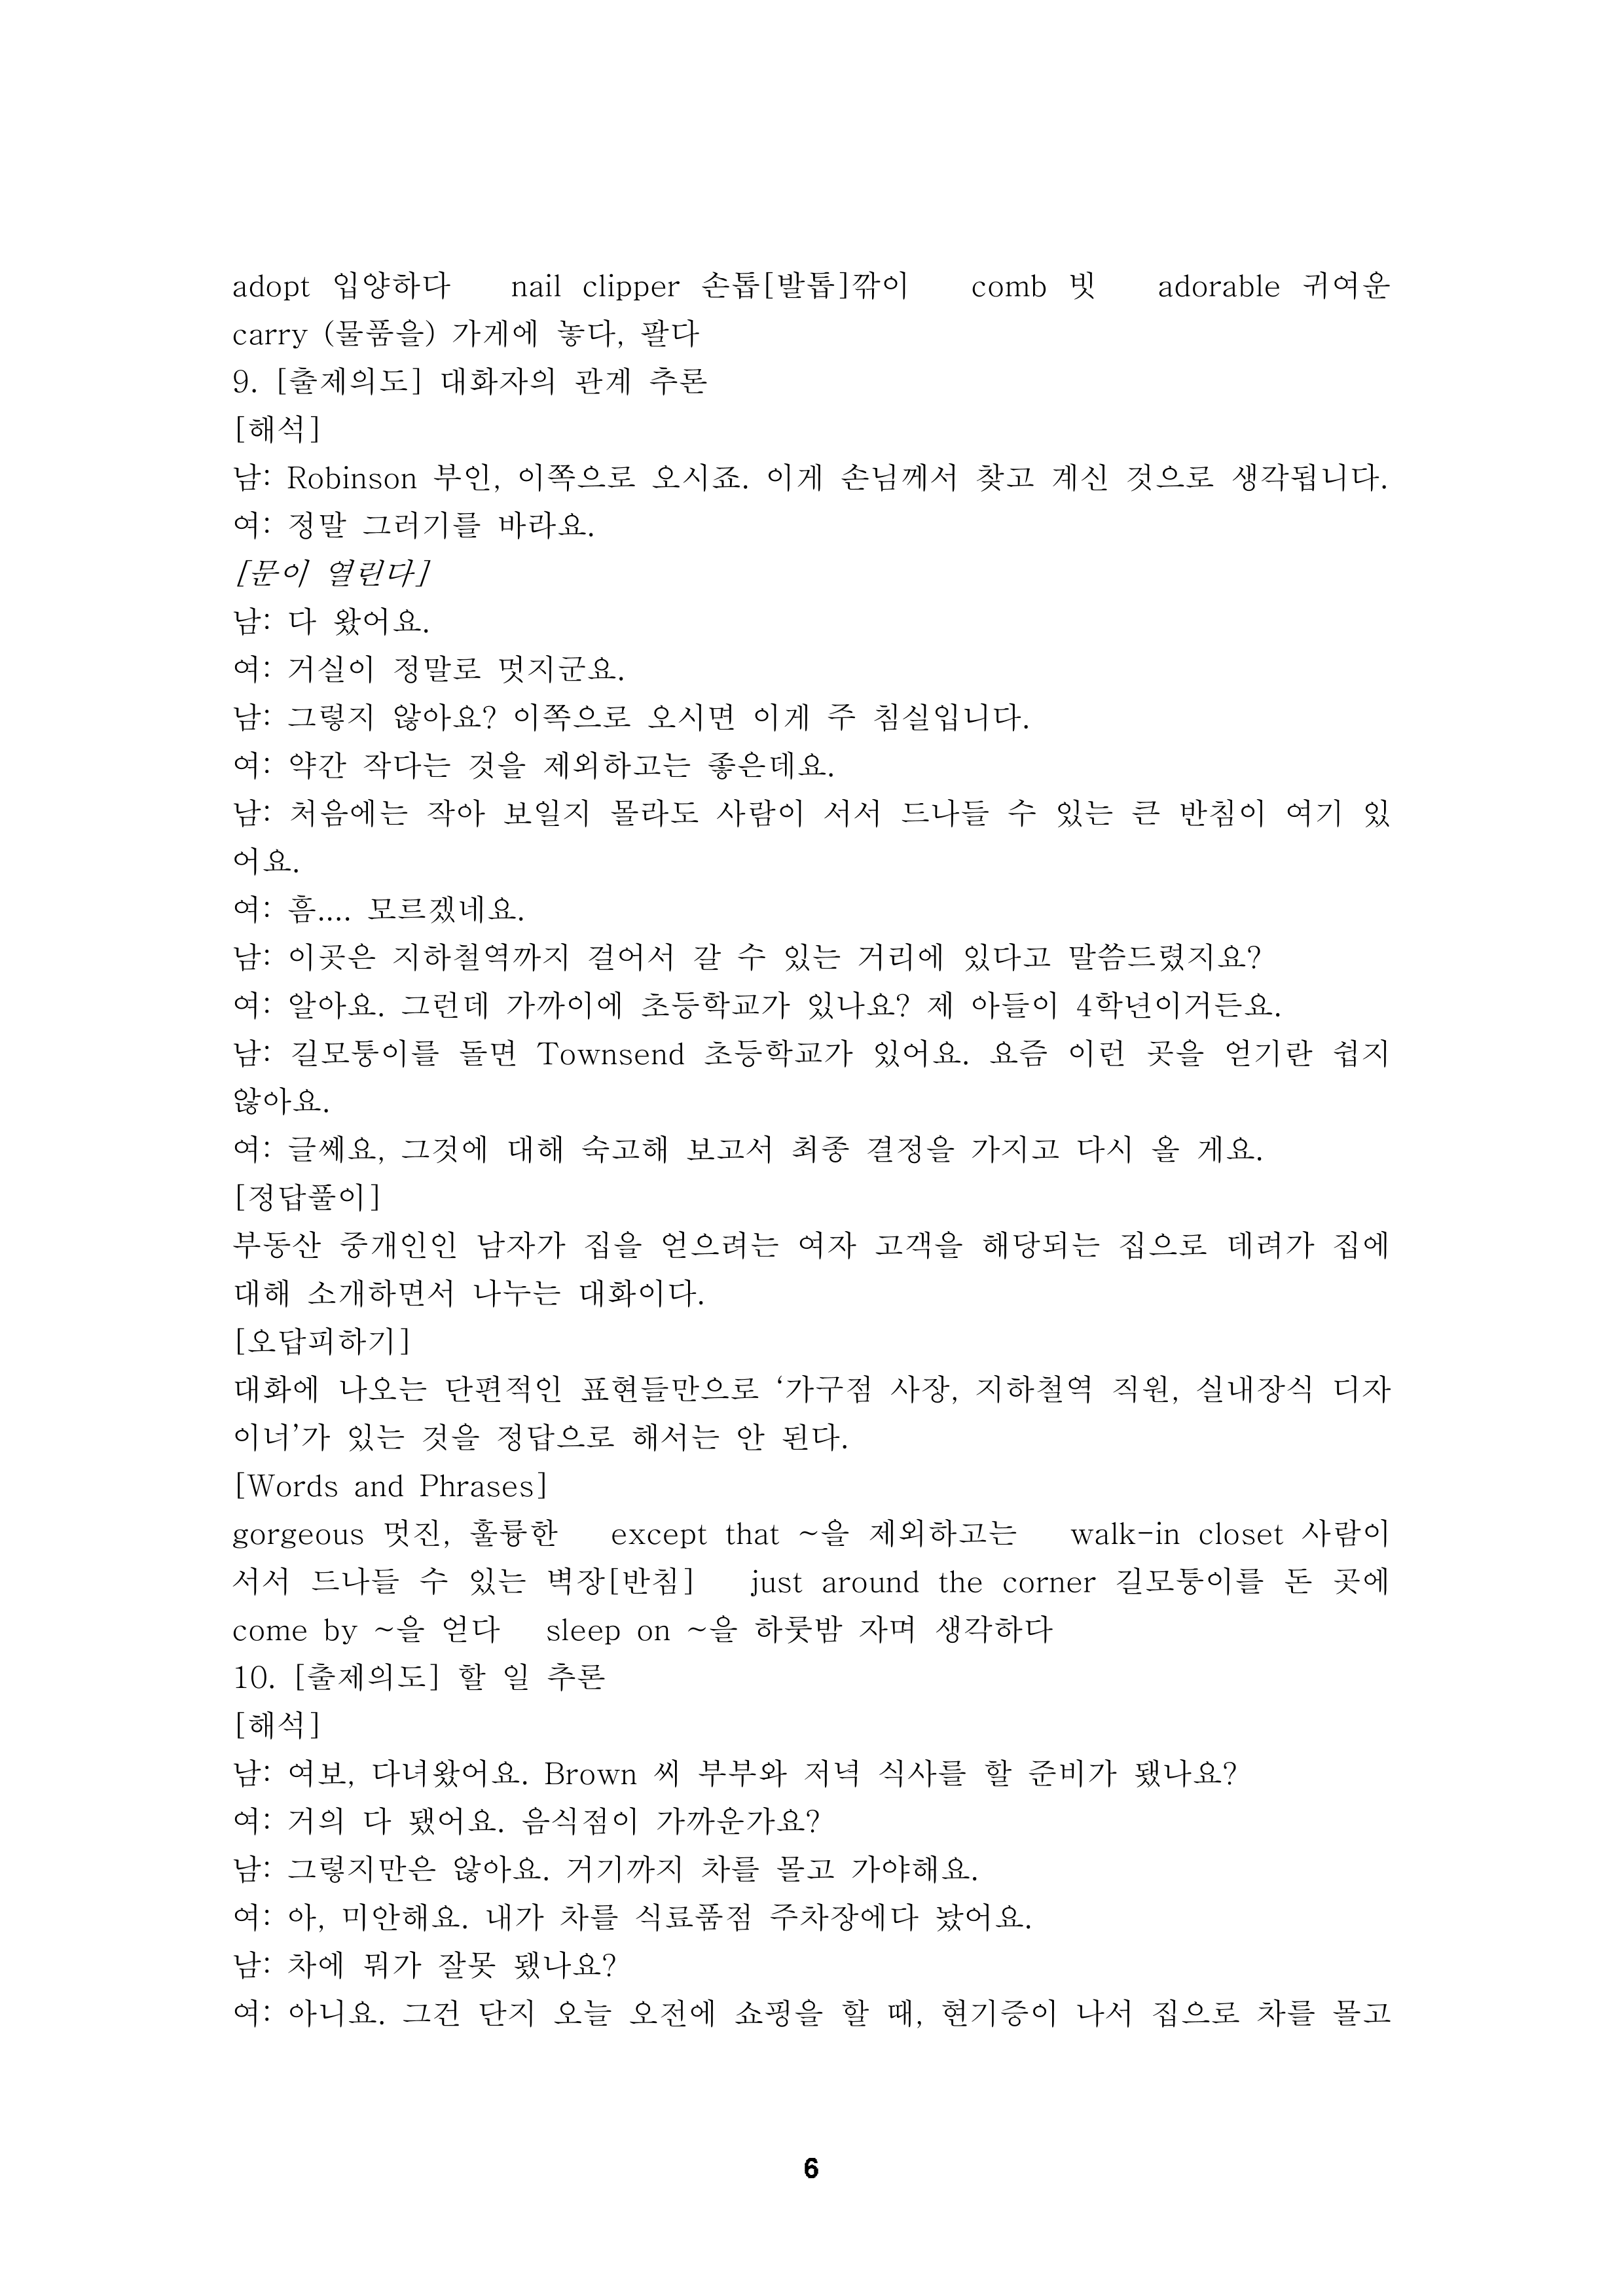 adopt 입양하다 nail clipper 손톱[발톱]깎이 comb 빗 adorable 귀여운
carry (물품을) 가게에 놓다, 팔다
9. [출제의도] 대화자의 관계 추론
[해석]
남: Robinson 부인, 이쪽으로 오시죠. 이게 손님께서 찾고 계신 것으로 생각됩니다.
여: 정말 그러기를 바라요.
[문이 열린다]
남: 다 왔어요.
여: 거실이 정말로 멋지군요.
남: 그렇지 않아요? 이쪽으로 오시면 이게 주 침실입니다.
여: 약간 작다는 것을 제외하고는 좋은데요.
남: 처음에는 작아 보일지 몰라도 사람이 서서 드나들 수 있는 큰 반침이 여기 있
어요.
여: 흠.... 모르겠네요.
남: 이곳은 지하철역까지 걸어서 갈 수 있는 거리에 있다고 말씀드렸지요?
여: 알아요. 그런데 가까이에 초등학교가 있나요? 제 아들이 4학년이거든요.
남: 길모퉁이를 돌면 Townsend 초등학교가 있어요. 요즘 이런 곳을 얻기란 쉽지
않아요.
여: 글쎄요, 그것에 대해 숙고해 보고서 최종 결정을 가지고 다시 올 게요.
[정답풀이]
부동산 중개인인 남자가 집을 얻으려는 여자 고객을 해당되는 집으로 데려가 집에
대해 소개하면서 나누는 대화이다.
[오답피하기]
대화에 나오는 단편적인 표현들만으로 ‘가구점 사장, 지하철역 직원, 실내장식 디자
이너’가 있는 것을 정답으로 해서는 안 된다.
[Words and Phrases]
gorgeous 멋진, 훌륭한 except that ~을 제외하고는 walk-in closet 사람이
서서 드나들 수 있는 벽장[반침] just around the corner 길모퉁이를 돈 곳에
come by ~을 얻다 sleep on ~을 하룻밤 자며 생각하다
10. [출제의도] 할 일 추론
[해석]
남: 여보, 다녀왔어요. Brown 씨 부부와 저녁 식사를 할 준비가 됐나요?
여: 거의 다 됐어요. 음식점이 가까운가요?
남: 그렇지만은 않아요. 거기까지 차를 몰고 가야해요.
여: 아, 미안해요. 내가 차를 식료품점 주차장에다 놨어요.
남: 차에 뭐가 잘못 됐나요?
여: 아니요. 그건 단지 오늘 오전에 쇼핑을 할 때, 현기증이 나서 집으로 차를 몰고
6